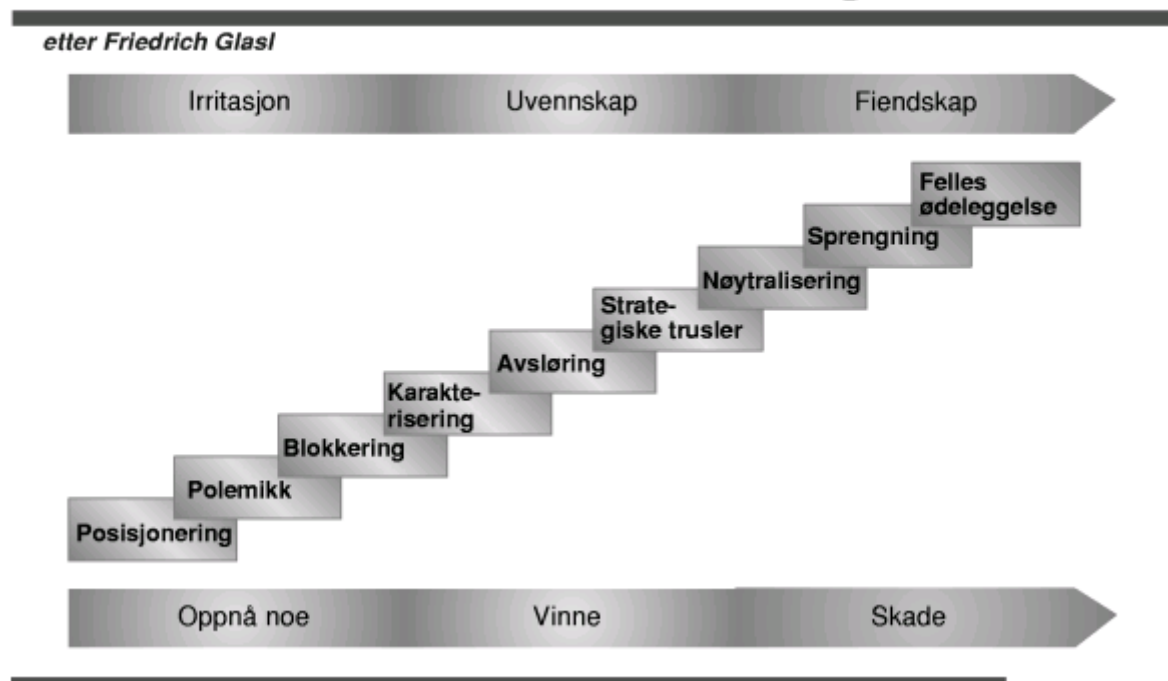 etter Friedrich Glasl
Irritasjon
Uvennskap
Fiendskap
Felles
ødeleggelse
Sprengning
Nøytralisering
Strate-
giske trusler
Avsløring
Karakte-
risering
Blokkering
Polemikk
Posisjonering
Oppnå noe
Vinne
Skade